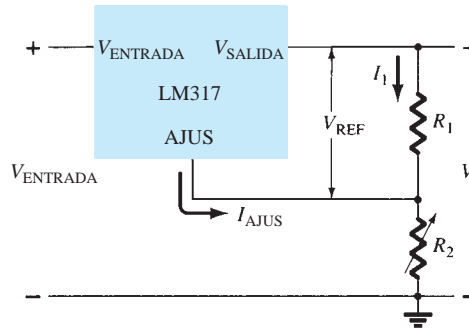 + V_ENTRADA V_SALIDA +
LM317
AJUS
I_1
V_REF
R_1
V_ENTRADA
V
I_AJUS
R_2
− −